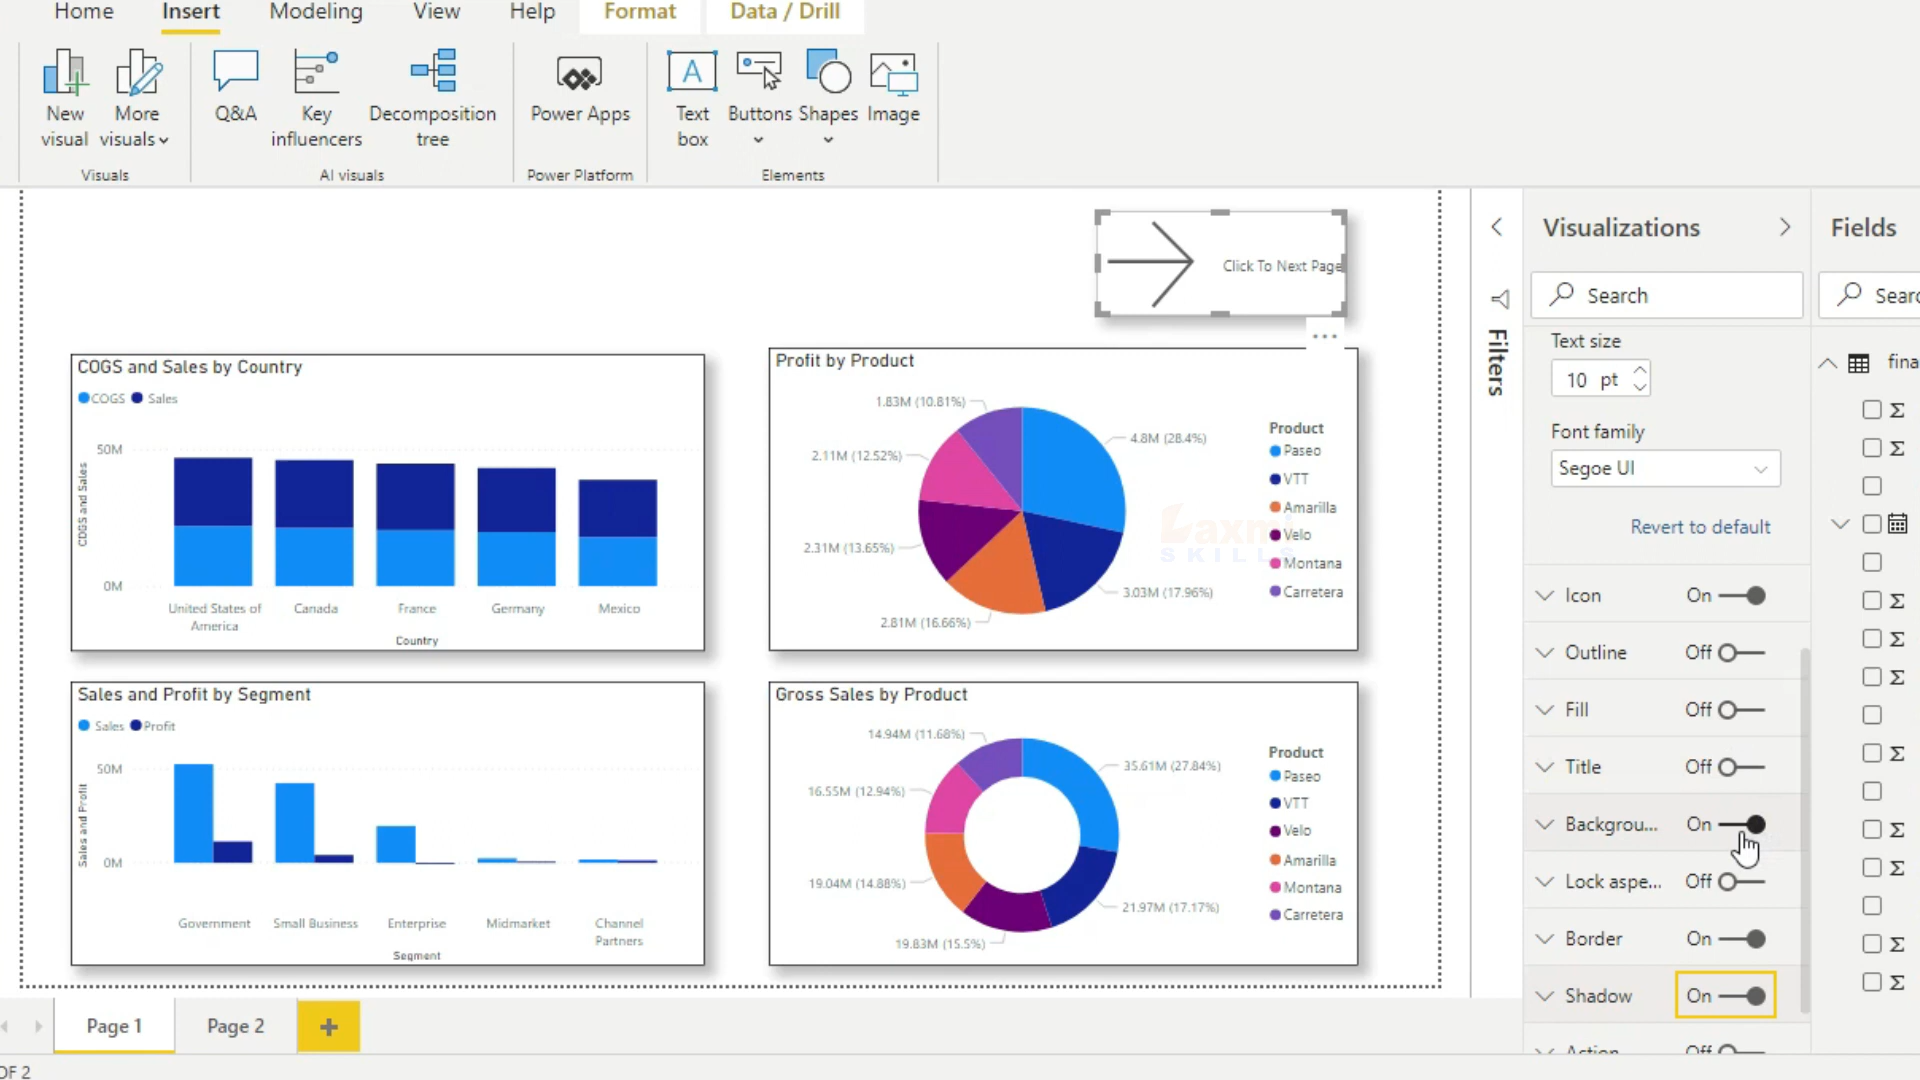 Home Insert Modeling View Help Format Data / Drill
New visual
More visuals
Visuals
Q&A
Key influencers
Decomposition tree
AI visuals
Power Apps
Power Platform
Text box
Buttons
Shapes
Image
Elements
Click To Next Page
COGS and Sales by Country
COGS Sales
50M
0M
COGS and Sales
United States of America
Canada
France
Germany
Mexico
Country
Profit by Product
1.83M (10.81%)
4.8M (28.4%)
2.11M (12.52%)
2.31M (13.65%)
3.03M (17.96%)
2.81M (16.66%)
Product
Paseo
VTT
Amarilla
Velo
Montana
Carretera
Laxmi
SKILLS
Sales and Profit by Segment
Sales Profit
50M
0M
Sales and Profit
Government
Small Business
Enterprise
Midmarket
Channel Partners
Segment
Gross Sales by Product
14.94M (11.68%)
35.61M (27.84%)
16.55M (12.94%)
19.04M (14.88%)
21.97M (17.17%)
19.83M (15.5%)
Product
Paseo
VTT
Velo
Amarilla
Montana
Carretera
Filters
Visualizations
Search
Text size
10 pt
Font family
Segoe UI
Revert to default
Icon On
Outline Off
Fill Off
Title Off
Backgrou... On
Lock aspe... Off
Border On
Shadow On
Action Off
Fields
Searc
fina
Σ
Σ
Σ
Σ
Σ
Σ
Σ
Σ
Σ
Σ
Page 1
Page 2
+
OF 2